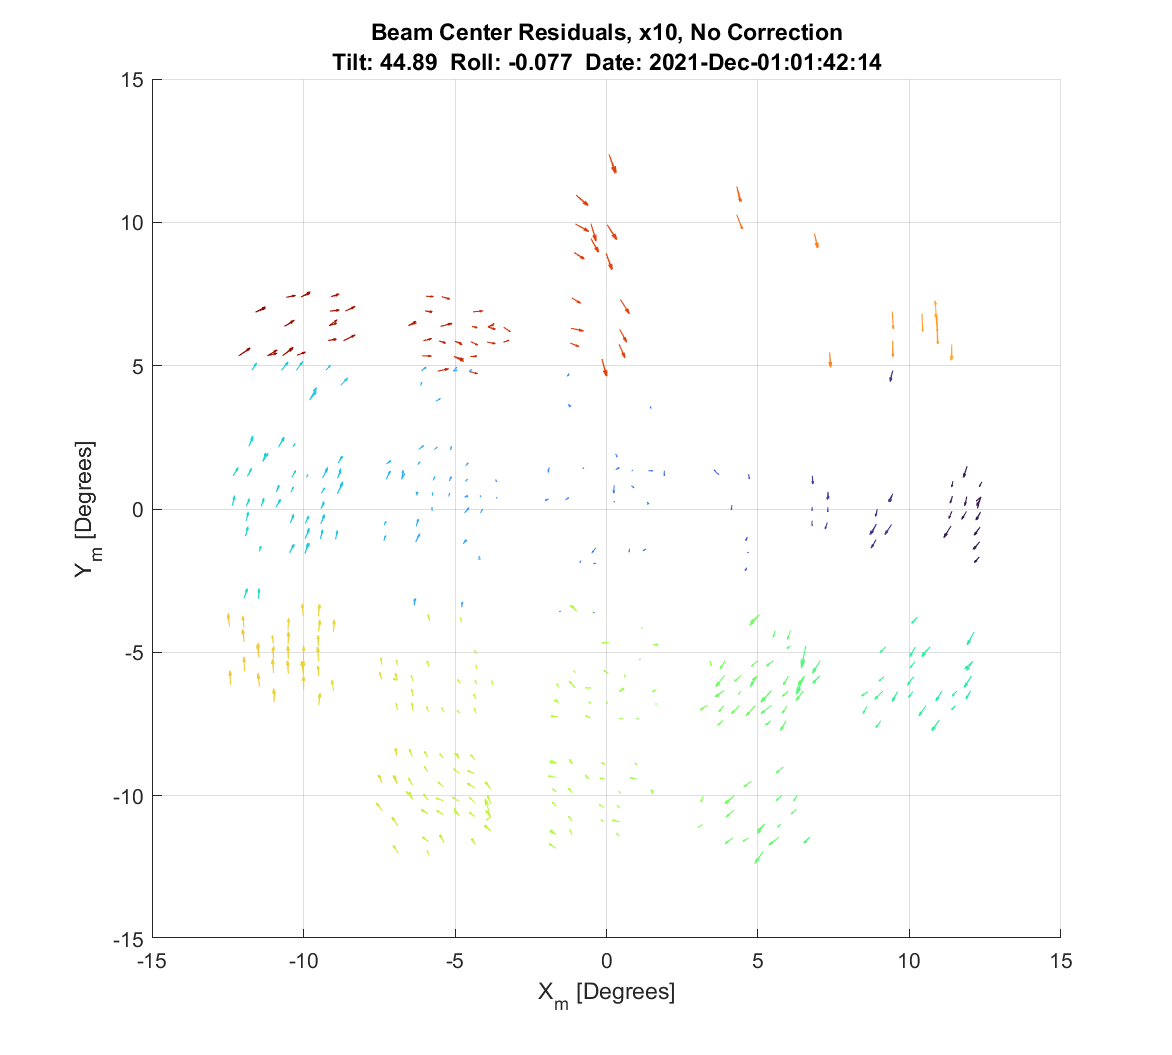 Beam Center Residuals, x10, No Correction
Tilt: 44.89 Roll: -0.077 Date: 2021-Dec-01:01:42:14
15
10
5
0
-5
-10
-15
Y_m [Degrees]
-15 -10 -5 0 5 10 15
X_m [Degrees]